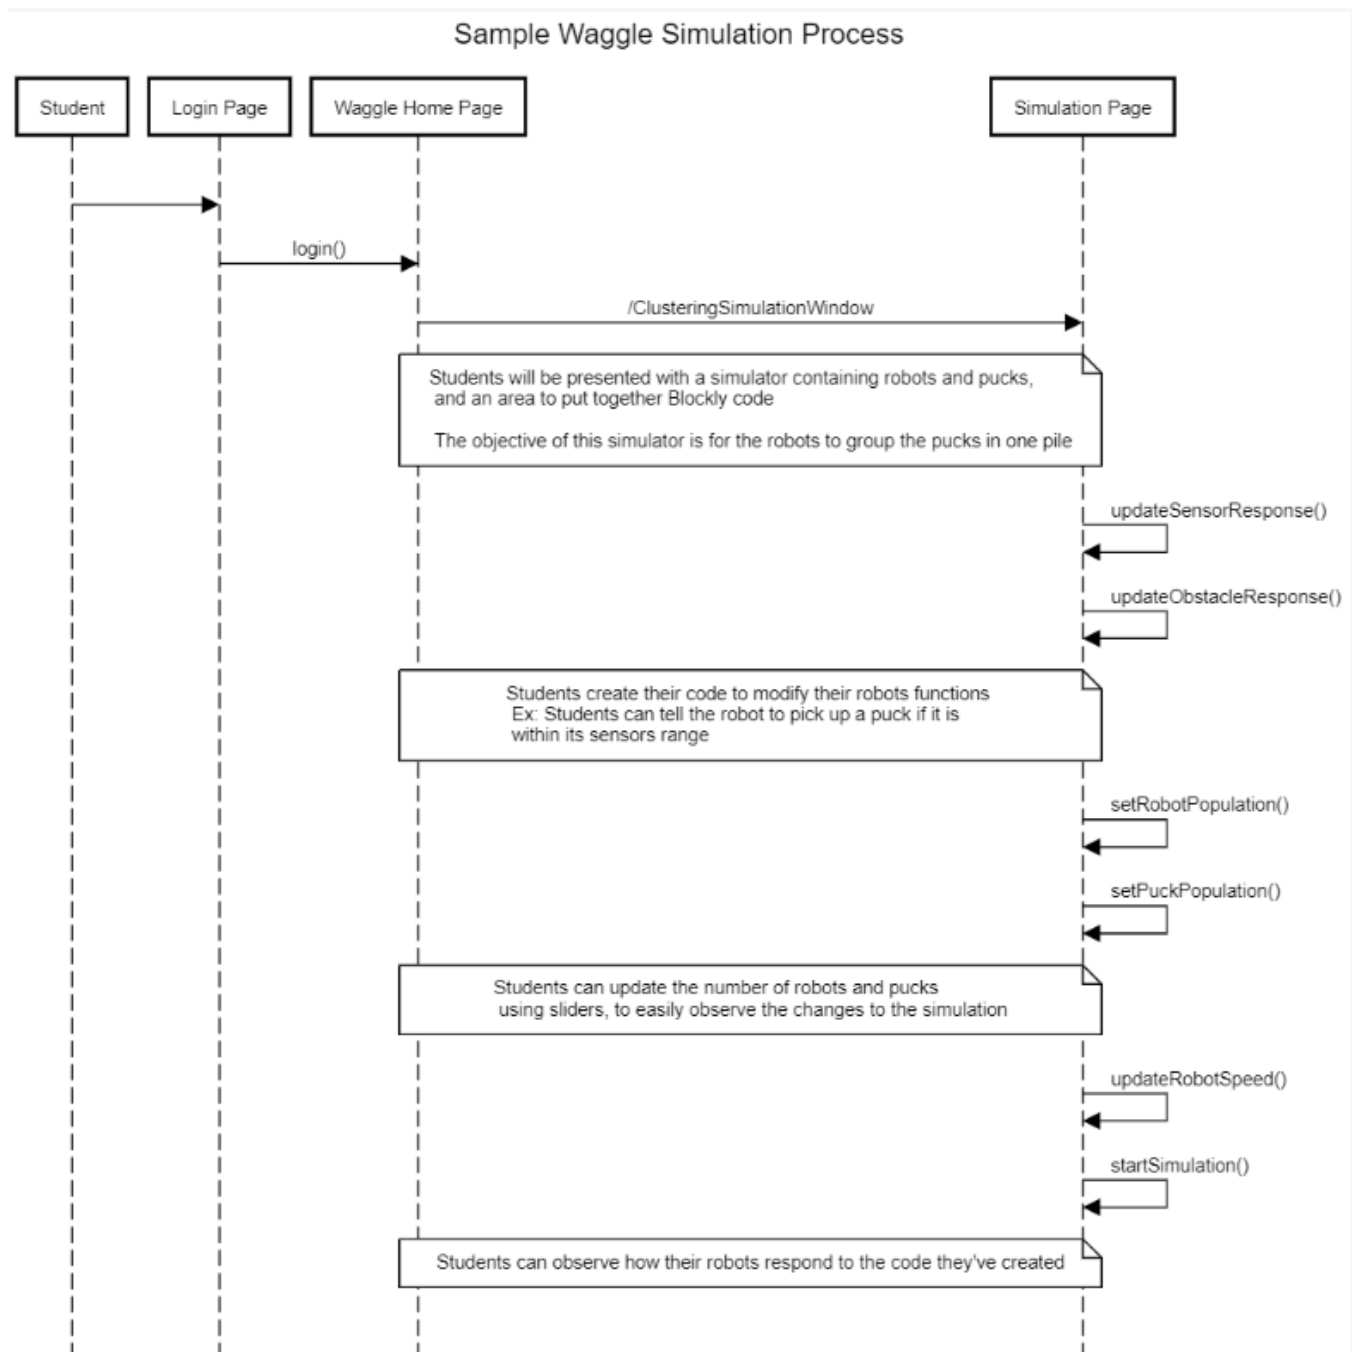 Sample Waggle Simulation Process
Student
Login Page
Waggle Home Page
Simulation Page
login()
/ClusteringSimulationWindow
Students will be presented with a simulator containing robots and pucks,
and an area to put together Blockly code
The objective of this simulator is for the robots to group the pucks in one pile
updateSensorResponse()
updateObstacleResponse()
Students create their code to modify their robots functions
Ex: Students can tell the robot to pick up a puck if it is
within its sensors range
setRobotPopulation()
setPuckPopulation()
Students can update the number of robots and pucks
using sliders, to easily observe the changes to the simulation
updateRobotSpeed()
startSimulation()
Students can observe how their robots respond to the code they've created